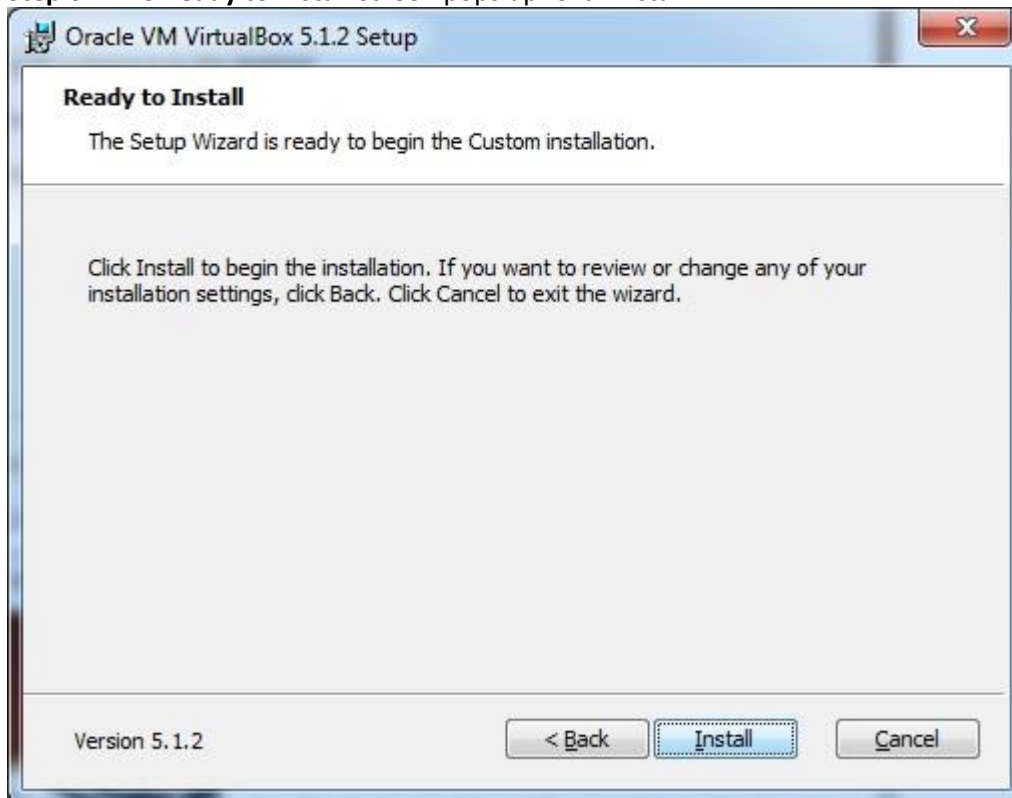 Oracle VM VirtualBox 5.1.2 Setup
Ready to Install
The Setup Wizard is ready to begin the Custom installation.
Click Install to begin the installation. If you want to review or change any of your
installation settings, click Back. Click Cancel to exit the wizard.
Version 5.1.2
< Back
Install
Cancel